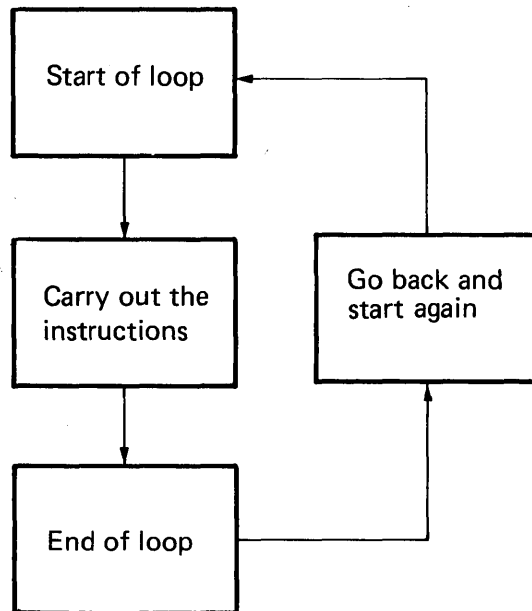 Start of loop
Carry out the
instructions
Go back and
start again
End of loop